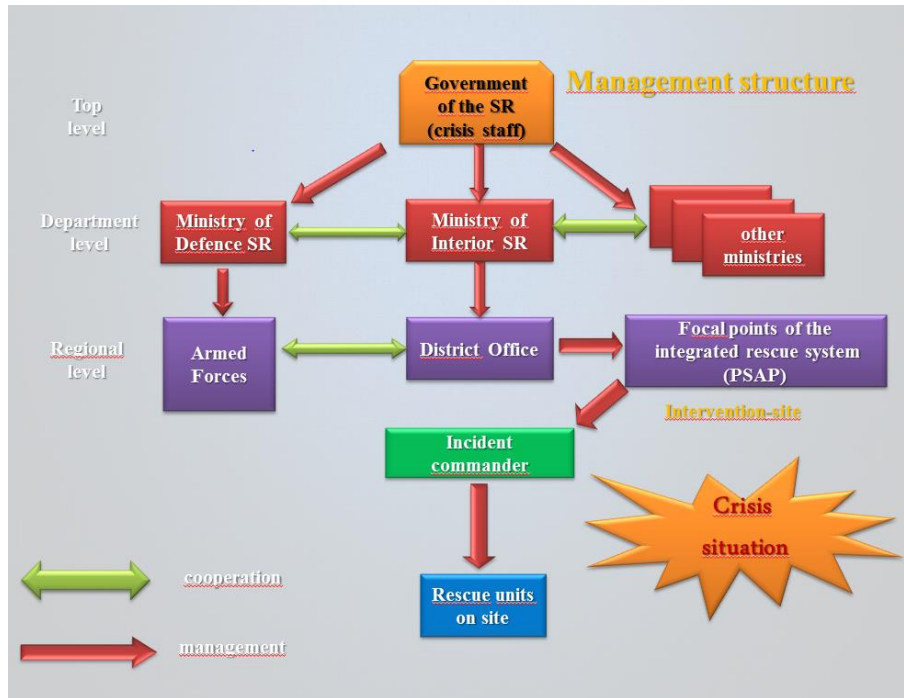 Management structure
Government
of the SR
(crisis staff)
Top
level
Department
level
Ministry of
Defence SR
Ministry of
Interior SR
other
ministries
Regional
level
Armed
Forces
District Office
Focal points of the
integrated rescue system
(PSAP)
Intervention-site
Incident
commander
Crisis
situation
cooperation
Rescue units
on site
management